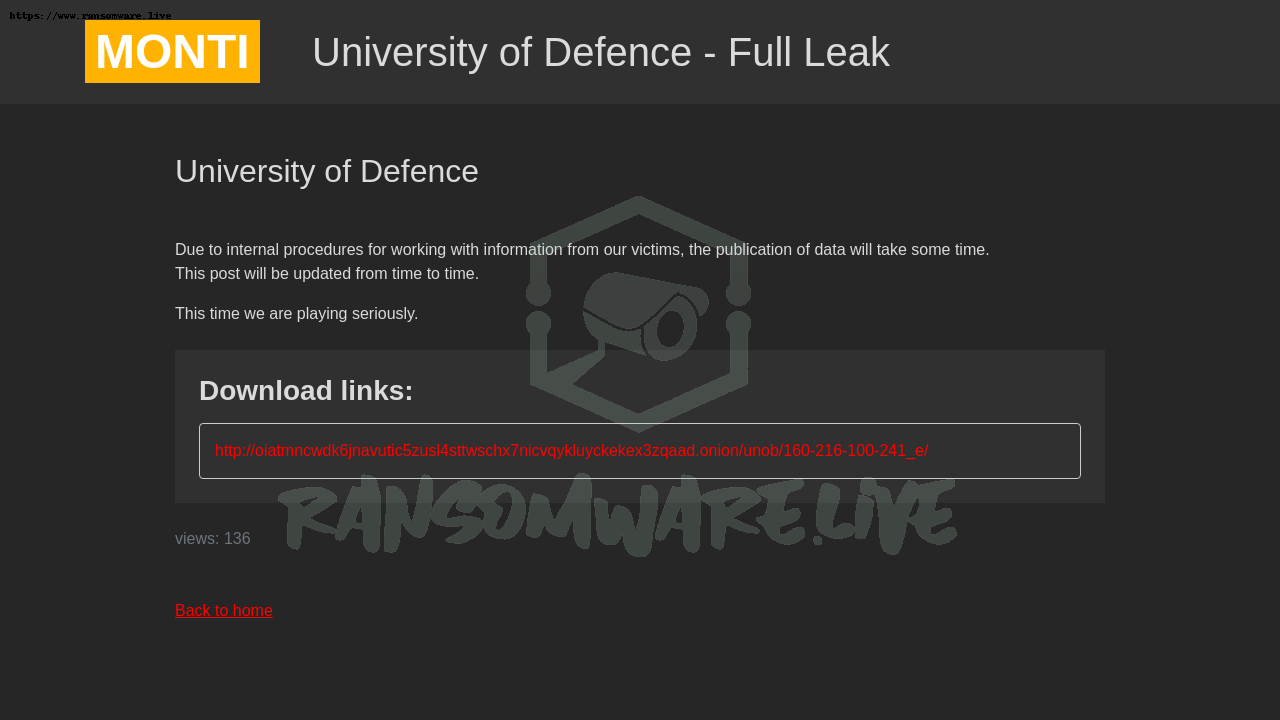 https://www.ransomware.live
MONTI
University of Defence - Full Leak
University of Defence
Due to internal procedures for working with information from our victims, the publication of data will take some time.
This post will be updated from time to time.
This time we are playing seriously.
Download links:
http://oiatmncwdk6jnavutic5zusl4sttwschx7nicvqykluyckekex3zqaad.onion/unob/160-216-100-241_e/
RANSOMWARE.LIVE
views: 136
Back to home